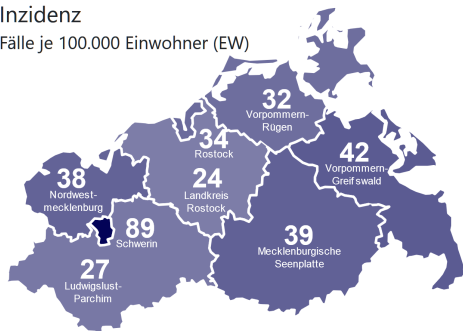 Inzidenz
Fälle je 100.000 Einwohner (EW)
32
Vorpommern-
Rügen
34
Rostock
42
Vorpommern-
Greifswald
38
Nordwest-
mecklenburg
24
Landkreis
Rostock
89
Schwerin
39
Mecklenburgische
Seenplatte
27
Ludwigslust-
Parchim